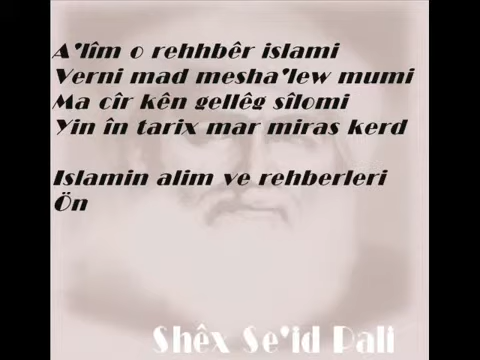 A'lîm o rehhbêr islami
Verni mad mesha'lew mumi
Ma cîr kên gellêg sîlomi
Yin în tarix mar miras kerd
Islamin alim ve rehberleri
Ön
Shêx Se'id Pali